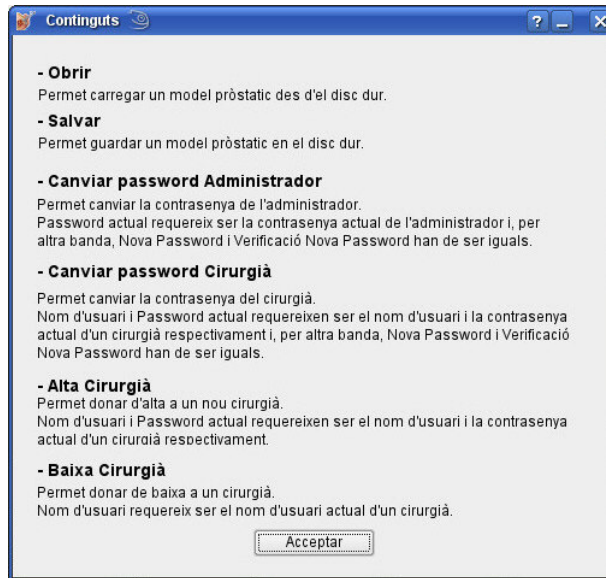 Continguts
- Obrir
Permet carregar un model pròstatic des d'el disc dur.
- Salvar
Permet guardar un model pròstatic en el disc dur.
- Canviar password Administrador
Permet canviar la contrasenya de l'administrador.
Password actual requereix ser la contrasenya actual de l'administrador i, per
altra banda, Nova Password i Verificació Nova Password han de ser iguals.
- Canviar password Cirurgià
Permet canviar la contrasenya del cirurgià.
Nom d'usuari i Password actual requereixen ser el nom d'usuari i la contrasenya
actual d'un cirurgià respectivament i, per altra banda, Nova Password i Verificació
Nova Password han de ser iguals.
- Alta Cirurgià
Permet donar d'alta a un nou cirurgià.
Nom d'usuari i Password actual requereixen ser el nom d'usuari i la contrasenya
actual d'un cirurgià respectivament.
- Baixa Cirurgià
Permet donar de baixa a un cirurgià.
Nom d'usuari requereix ser el nom d'usuari actual d'un cirurgià.
Acceptar